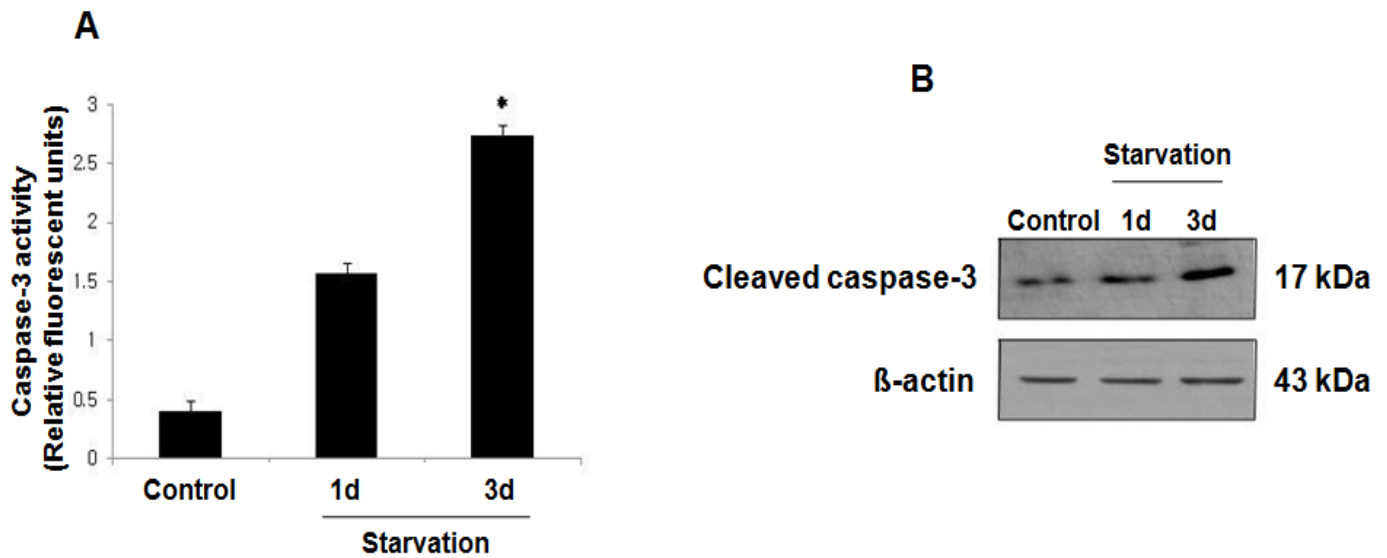 A
Caspase-3 activity
(Relative fluorescent units)
3
2.5
2
1.5
1
0.5
0
*
Control
1d
3d
Starvation
B
Starvation
Control 1d 3d
Cleaved caspase-3
17 kDa
ß-actin
43 kDa